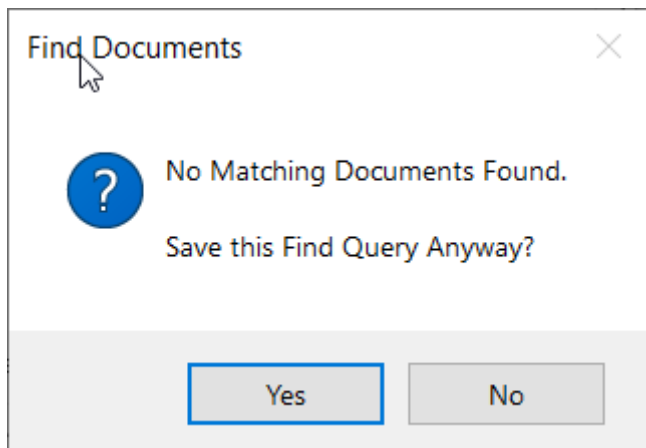 Find Documents
No Matching Documents Found.
Save this Find Query Anyway?
Yes
No